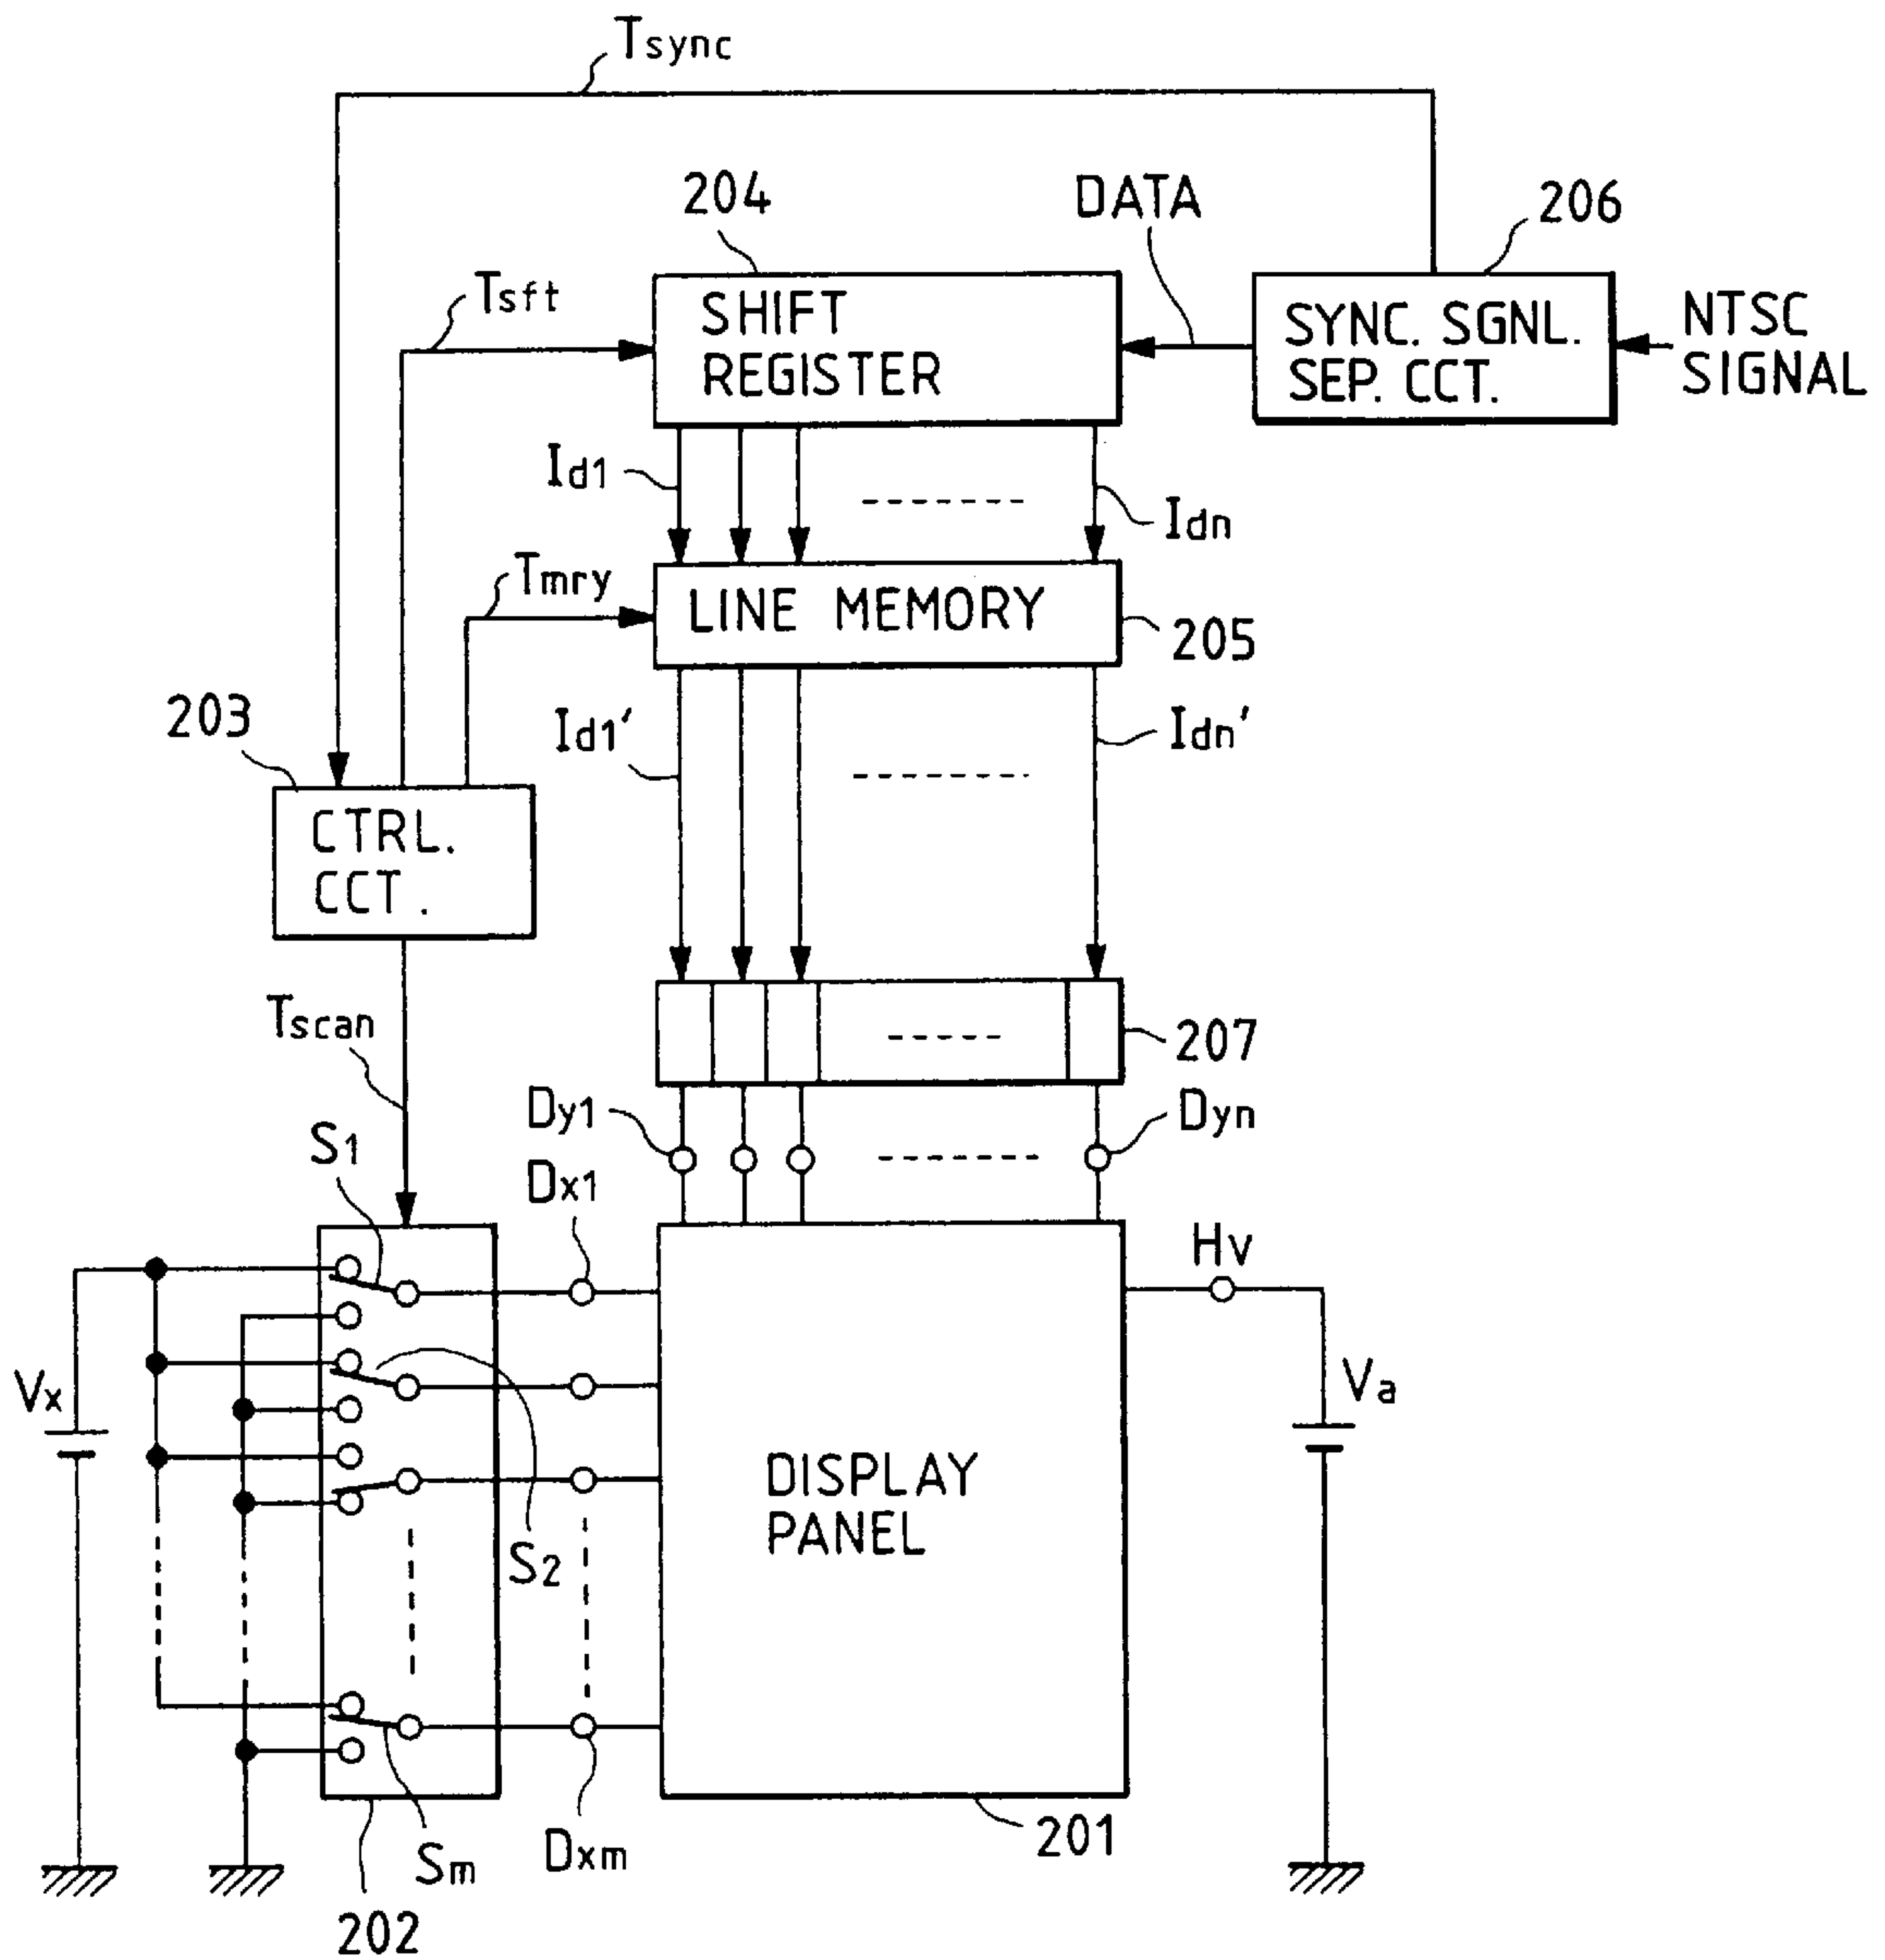 Tsync
204
DATA
206
Tsft
SHIFT
REGISTER
SYNC. SGNL.
SEP. CCT.
NTSC
SIGNAL
Id1
Idn
Tmry
LINE MEMORY
205
203
Id1′
Idn′
CTRL.
CCT.
Tscan
207
Dy1
Dyn
S1
Dx1
Hv
Vx
Va
DISPLAY
PANEL
S2
201
Sm
Dxm
202